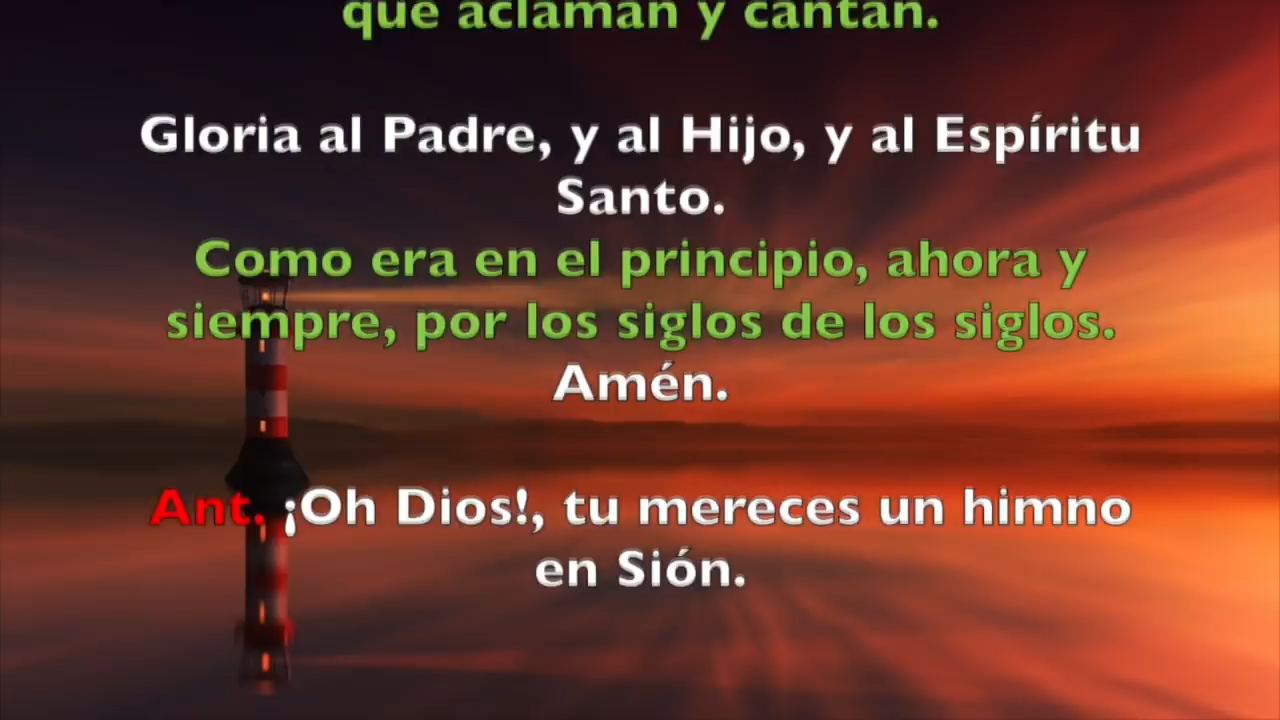 que aclaman y cantan.
Gloria al Padre, y al Hijo, y al Espíritu
Santo.
Como era en el principio, ahora y
siempre, por los siglos de los siglos.
Amén.
Ant. ¡Oh Dios!, tu mereces un himno
en Sión.